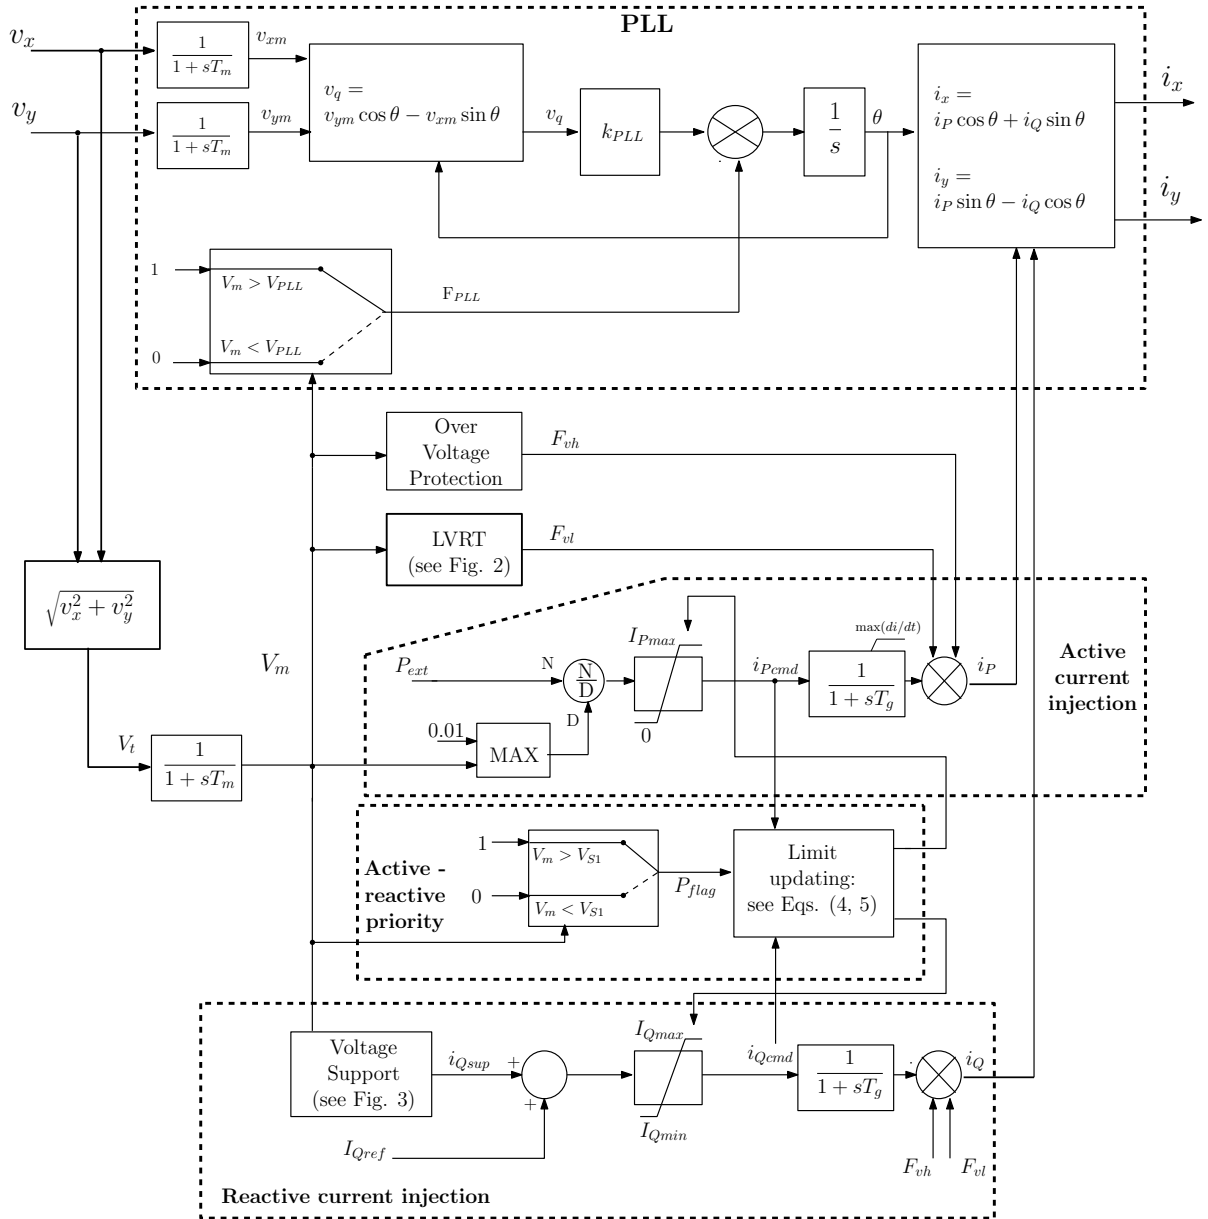 PLL
v_x
1
1 + sT_m
v_xm
v_q =
v_ym cos θ − v_xm sin θ
v_q
k_PLL
1
s
θ
i_x =
i_P cos θ + i_Q sin θ
i_y =
i_P sin θ − i_Q cos θ
i_x
i_y
v_y
1
1 + sT_m
v_ym
1
V_m > V_PLL
F_PLL
0
V_m < V_PLL
Over
Voltage
Protection
F_vh
LVRT
(see Fig. 2)
F_vl
√(v_x^2 + v_y^2)
V_m
V_t
1
1 + sT_m
P_ext
N
N
D
D
0.01
MAX
I_Pmax
0
i_Pcmd
max(di/dt)
1
1 + sT_g
i_P
Active
current
injection
Active -
reactive
priority
1
V_m > V_S1
0
V_m < V_S1
P_flag
Limit
updating:
see Eqs. (4, 5)
Voltage
Support
(see Fig. 3)
i_Qsup
+
+
I_Qref
I_Qmax
I_Qmin
i_Qcmd
1
1 + sT_g
i_Q
F_vh
F_vl
Reactive current injection